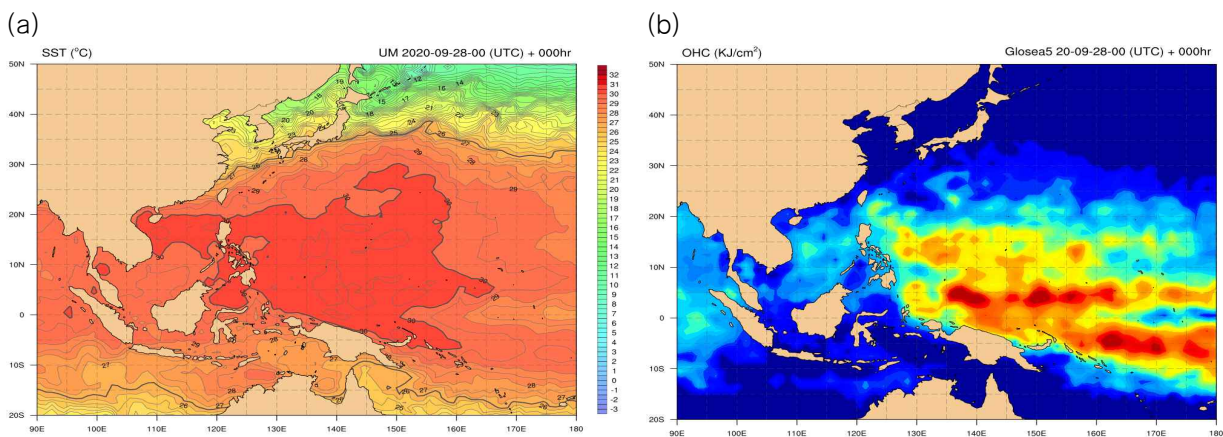 (a)
SST (°C)
UM 2020-09-28-00 (UTC) + 000hr
50N
40N
30N
20N
10N
0
10S
20S
90E
100E
110E
120E
130E
140E
150E
160E
170E
180
32
31
30
29
28
27
26
25
24
23
22
21
20
19
18
17
16
15
14
13
12
11
10
9
8
7
6
5
4
3
2
1
0
-1
-2
-3
(b)
OHC (KJ/cm²)
Glosea5 20-09-28-00 (UTC) + 000hr
50N
40N
30N
20N
10N
0
10S
20S
90E
100E
110E
120E
130E
140E
150E
160E
170E
180